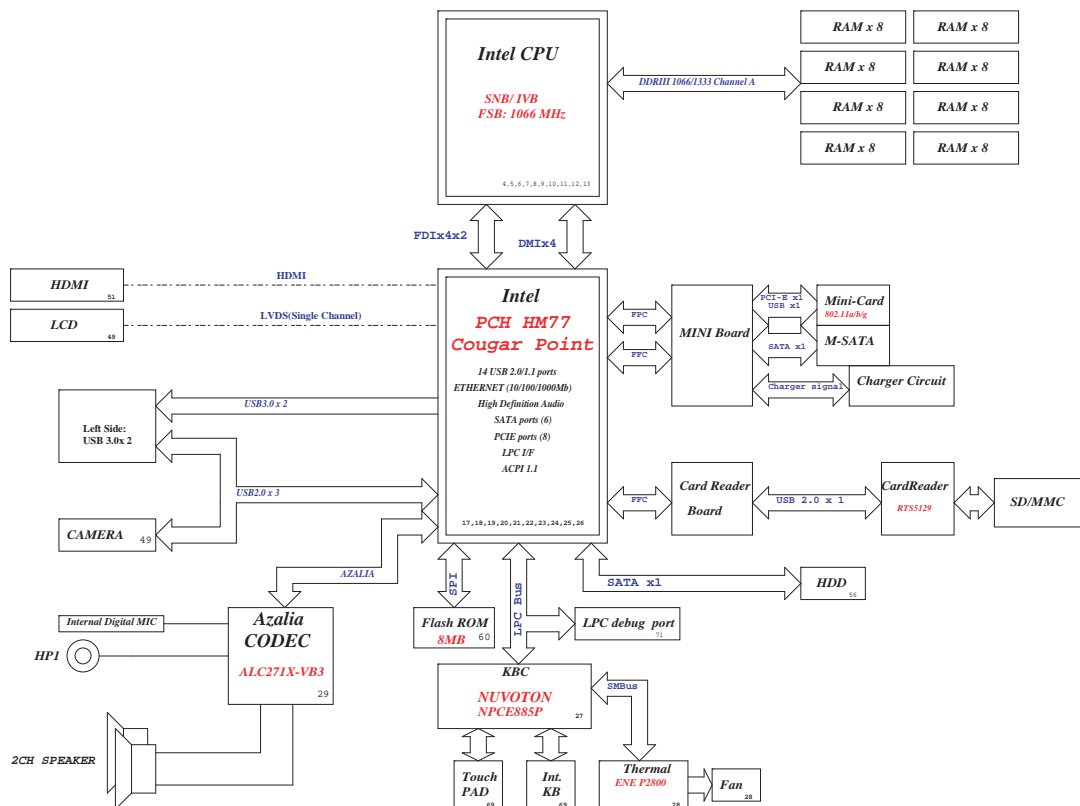 Intel CPU
SNB/ IVB
FSB: 1066 MHz
4,5,6,7,8,9,10,11,12,13
DDRIII 1066/1333 Channel A
RAM x 8
RAM x 8
RAM x 8
RAM x 8
RAM x 8
RAM x 8
RAM x 8
RAM x 8
FDIx4x2
DMIx4
HDMI
51
HDMI
LCD
49
LVDS(Single Channel)
Intel
PCH HM77
Cougar Point
14 USB 2.0/1.1 ports
ETHERNET (10/100/1000Mb)
High Definition Audio
SATA ports (6)
PCIE ports (8)
LPC I/F
ACPI 1.1
17,18,19,20,21,22,23,24,25,26
FPC
FFC
MINI Board
PCI-E x1
USB x1
Mini-Card
802.11a/b/g
SATA x1
M-SATA
Charger signal
Charger Circuit
Left Side:
USB 3.0x 2
USB3.0 x 2
USB2.0 x 3
CAMERA
49
FFC
Card Reader
Board
USB 2.0 x 1
CardReader
RTS5129
SD/MMC
AZALIA
SPI
LPC Bus
SATA x1
HDD
56
Internal Digital MIC
HP1
Azalia
CODEC
ALC271X-VB3
29
Flash ROM
8MB
60
LPC debug port
71
KBC
NUVOTON
NPCE885P
27
SMBus
2CH SPEAKER
Touch
PAD
69
Int.
KB
69
Thermal
ENE P2800
28
Fan
28